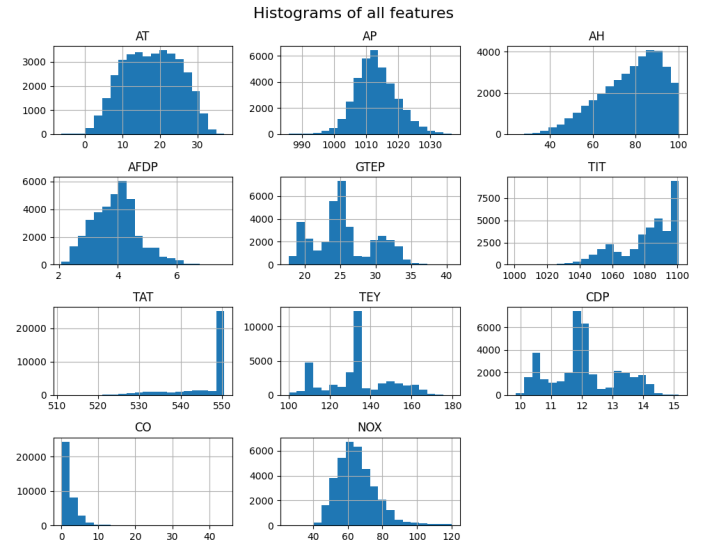 Histograms of all features
AT AP AH
3000 6000 4000
2000 4000
1000 2000 2000
0 0 0
0 10 20 30 990 1000 1010 1020 1030 40 60 80 100
AFDP GTEP TIT
6000 6000 7500
4000 4000 5000
2000 2000 2500
0 0 0
2 4 6 20 25 30 35 40 1000 1020 1040 1060 1080 1100
TAT TEY CDP
20000 10000 6000
10000 5000 4000
2000
0 0 0
510 520 530 540 550 100 120 140 160 180 10 11 12 13 14 15
CO NOX
20000 6000
10000 4000
2000
0 0
0 10 20 30 40 40 60 80 100 120